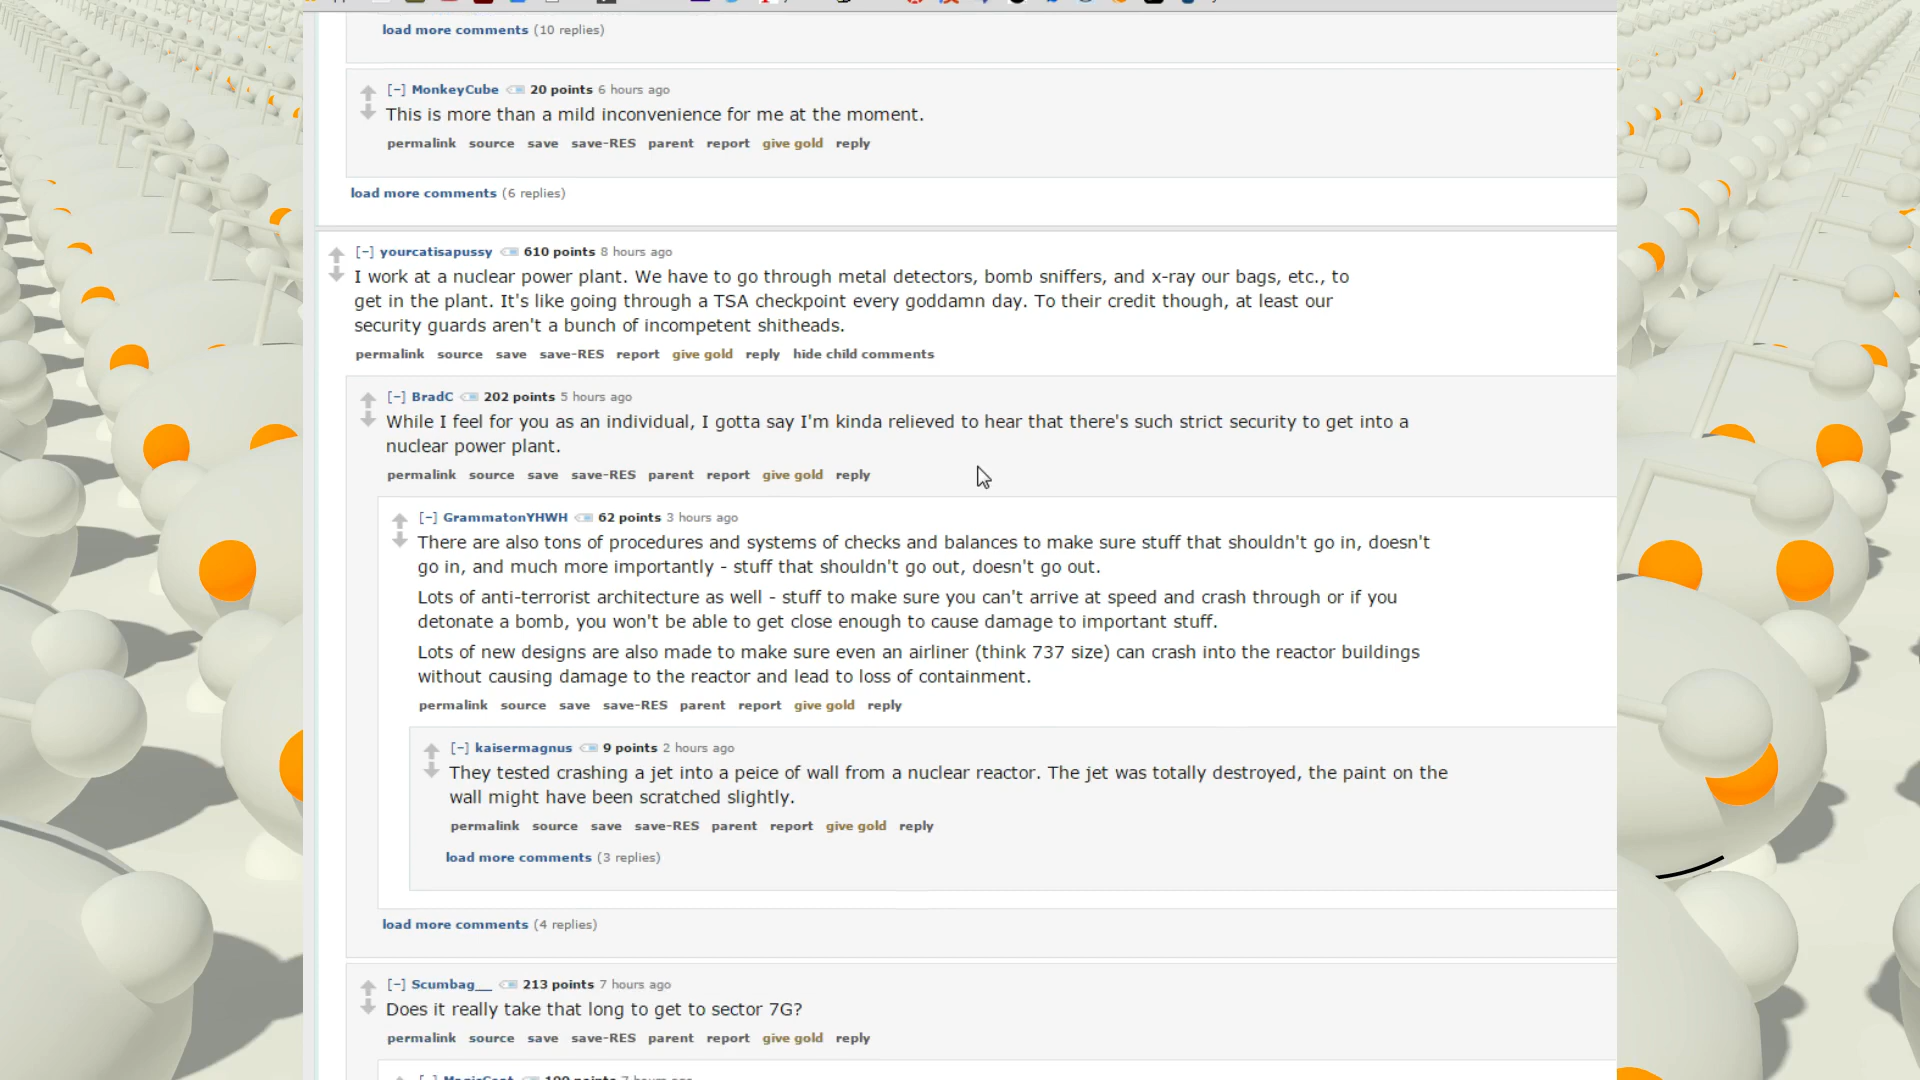 load more comments (10 replies)
[–] MonkeyCube 20 points 6 hours ago
This is more than a mild inconvenience for me at the moment.
permalink source save save-RES parent report give gold reply
load more comments (6 replies)
[–] yourcatisapussy 610 points 8 hours ago
I work at a nuclear power plant. We have to go through metal detectors, bomb sniffers, and x-ray our bags, etc., to
get in the plant. It's like going through a TSA checkpoint every goddamn day. To their credit though, at least our
security guards aren't a bunch of incompetent shitheads.
permalink source save save-RES report give gold reply hide child comments
[–] BradC 202 points 5 hours ago
While I feel for you as an individual, I gotta say I'm kinda relieved to hear that there's such strict security to get into a
nuclear power plant.
permalink source save save-RES parent report give gold reply
[–] GrammatonYHWH 62 points 3 hours ago
There are also tons of procedures and systems of checks and balances to make sure stuff that shouldn't go in, doesn't
go in, and much more importantly - stuff that shouldn't go out, doesn't go out.
Lots of anti-terrorist architecture as well - stuff to make sure you can't arrive at speed and crash through or if you
detonate a bomb, you won't be able to get close enough to cause damage to important stuff.
Lots of new designs are also made to make sure even an airliner (think 737 size) can crash into the reactor buildings
without causing damage to the reactor and lead to loss of containment.
permalink source save save-RES parent report give gold reply
[–] kaisermagnus 9 points 2 hours ago
They tested crashing a jet into a peice of wall from a nuclear reactor. The jet was totally destroyed, the paint on the
wall might have been scratched slightly.
permalink source save save-RES parent report give gold reply
load more comments (3 replies)
load more comments (4 replies)
[–] Scumbag__ 213 points 7 hours ago
Does it really take that long to get to sector 7G?
permalink source save save-RES parent report give gold reply